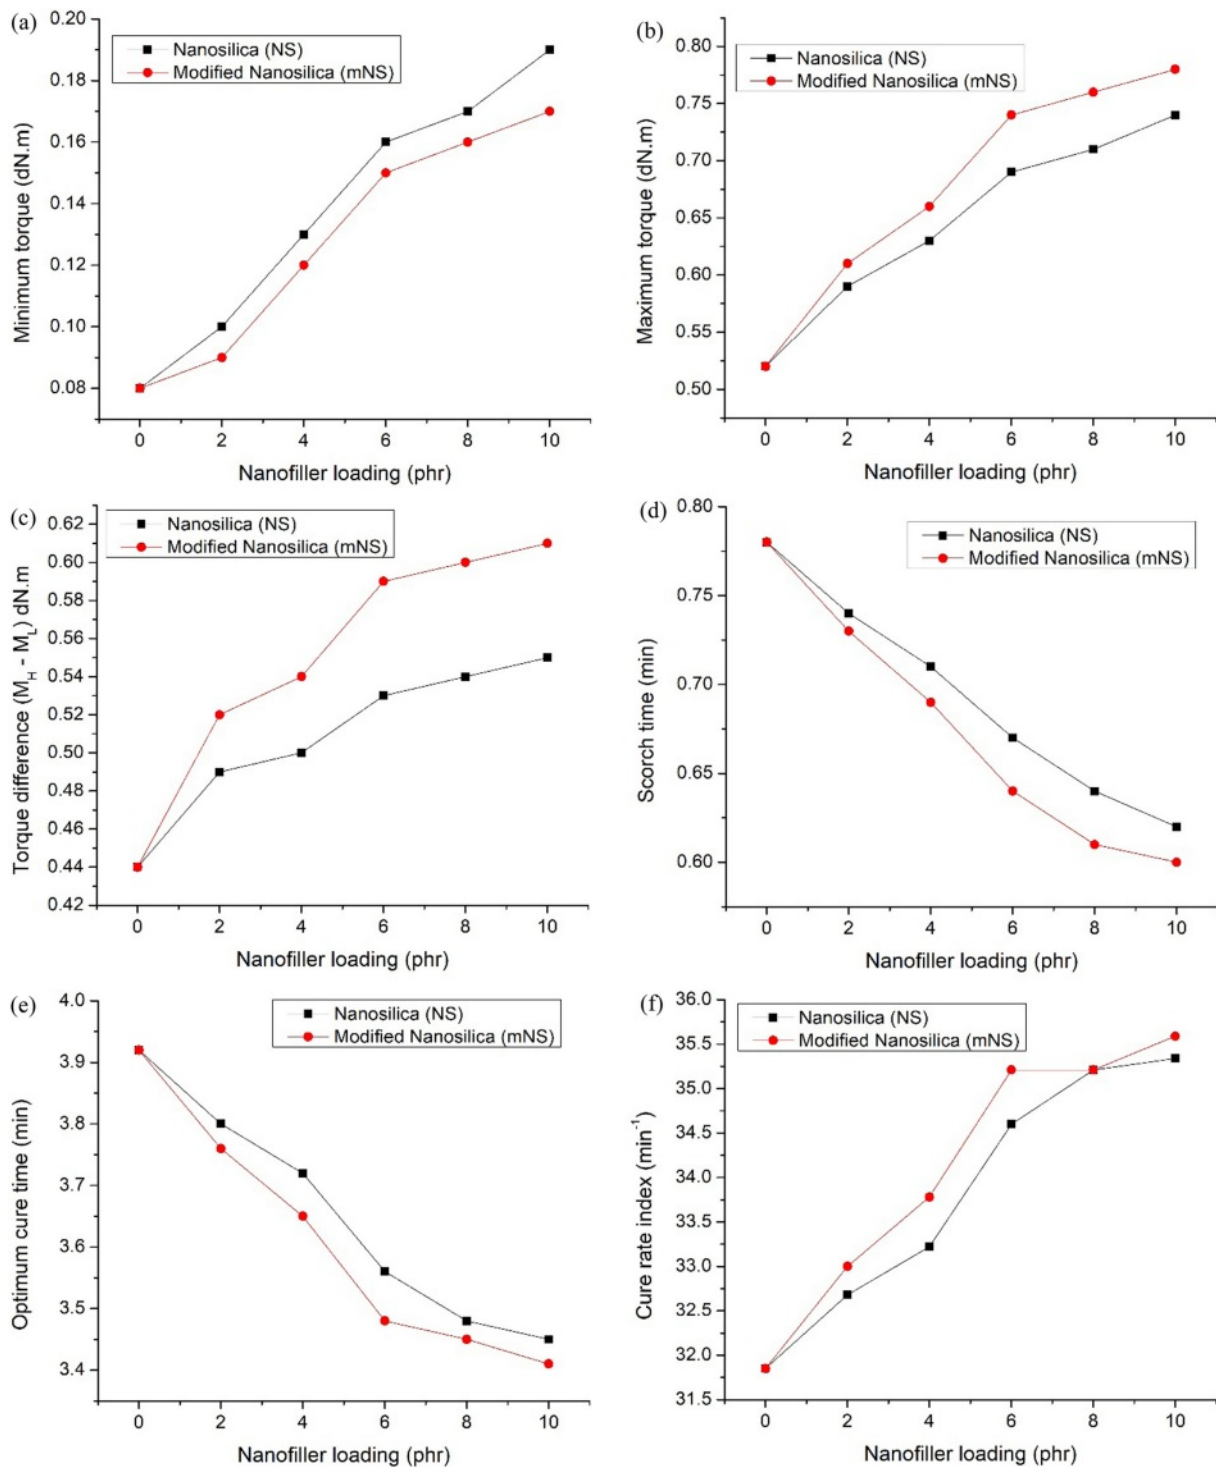 (a)
0.20
0.18
0.16
0.14
0.12
0.10
0.08
Minimum torque (dN.m)
Nanosilica (NS)
Modified Nanosilica (mNS)
0 2 4 6 8 10
Nanofiller loading (phr)
(b)
0.80
0.75
0.70
0.65
0.60
0.55
0.50
Maximum torque (dN.m)
Nanosilica (NS)
Modified Nanosilica (mNS)
0 2 4 6 8 10
Nanofiller loading (phr)
(c)
0.62
0.60
0.58
0.56
0.54
0.52
0.50
0.48
0.46
0.44
0.42
Torque difference (M_H - M_L) dN.m
Nanosilica (NS)
Modified Nanosilica (mNS)
0 2 4 6 8 10
Nanofiller loading (phr)
(d)
0.80
0.75
0.70
0.65
0.60
Scorch time (min)
Nanosilica (NS)
Modified Nanosilica (mNS)
0 2 4 6 8 10
Nanofiller loading (phr)
(e)
4.0
3.9
3.8
3.7
3.6
3.5
3.4
Optimum cure time (min)
Nanosilica (NS)
Modified Nanosilica (mNS)
0 2 4 6 8 10
Nanofiller loading (phr)
(f)
36.0
35.5
35.0
34.5
34.0
33.5
33.0
32.5
32.0
31.5
Cure rate index (min⁻¹)
Nanosilica (NS)
Modified Nanosilica (mNS)
0 2 4 6 8 10
Nanofiller loading (phr)